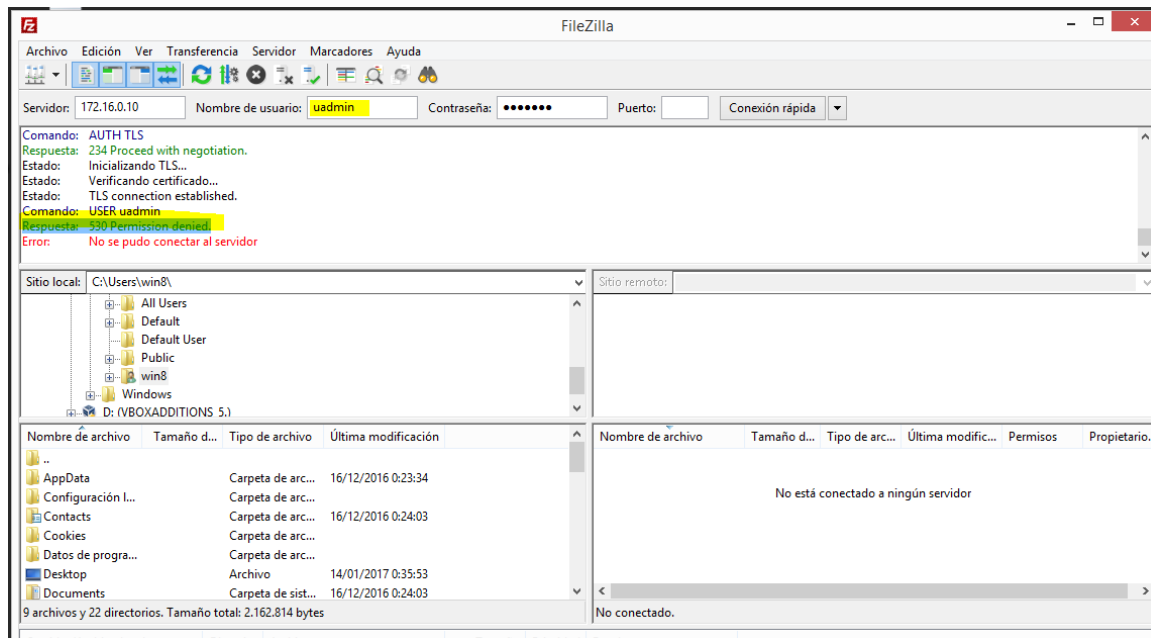 FileZilla
Archivo Edición Ver Transferencia Servidor Marcadores Ayuda
Servidor: 172.16.0.10 Nombre de usuario: uadmin Contraseña: ●●●●●●● Puerto: Conexión rápida
Comando: AUTH TLS
Respuesta: 234 Proceed with negotiation.
Estado: Inicializando TLS...
Estado: Verificando certificado...
Estado: TLS connection established.
Comando: USER uadmin
Respuesta: 530 Permission denied.
Error: No se pudo conectar al servidor
Sitio local: C:\Users\win8\ Sitio remoto:
All Users
Default
Default User
Public
win8
Windows
D: (VBOXADDITIONS_5.)
Nombre de archivo Tamaño d... Tipo de archivo Última modificación Nombre de archivo Tamaño d... Tipo de arc... Última modific... Permisos Propietario.
..
AppData Carpeta de arc... 16/12/2016 0:23:34
Configuración l... Carpeta de arc... No está conectado a ningún servidor
Contacts Carpeta de arc... 16/12/2016 0:24:03
Cookies Carpeta de arc...
Datos de progra... Carpeta de arc...
Desktop Archivo 14/01/2017 0:35:53
Documents Carpeta de sist... 16/12/2016 0:24:03
9 archivos y 22 directorios. Tamaño total: 2.162.814 bytes No conectado.